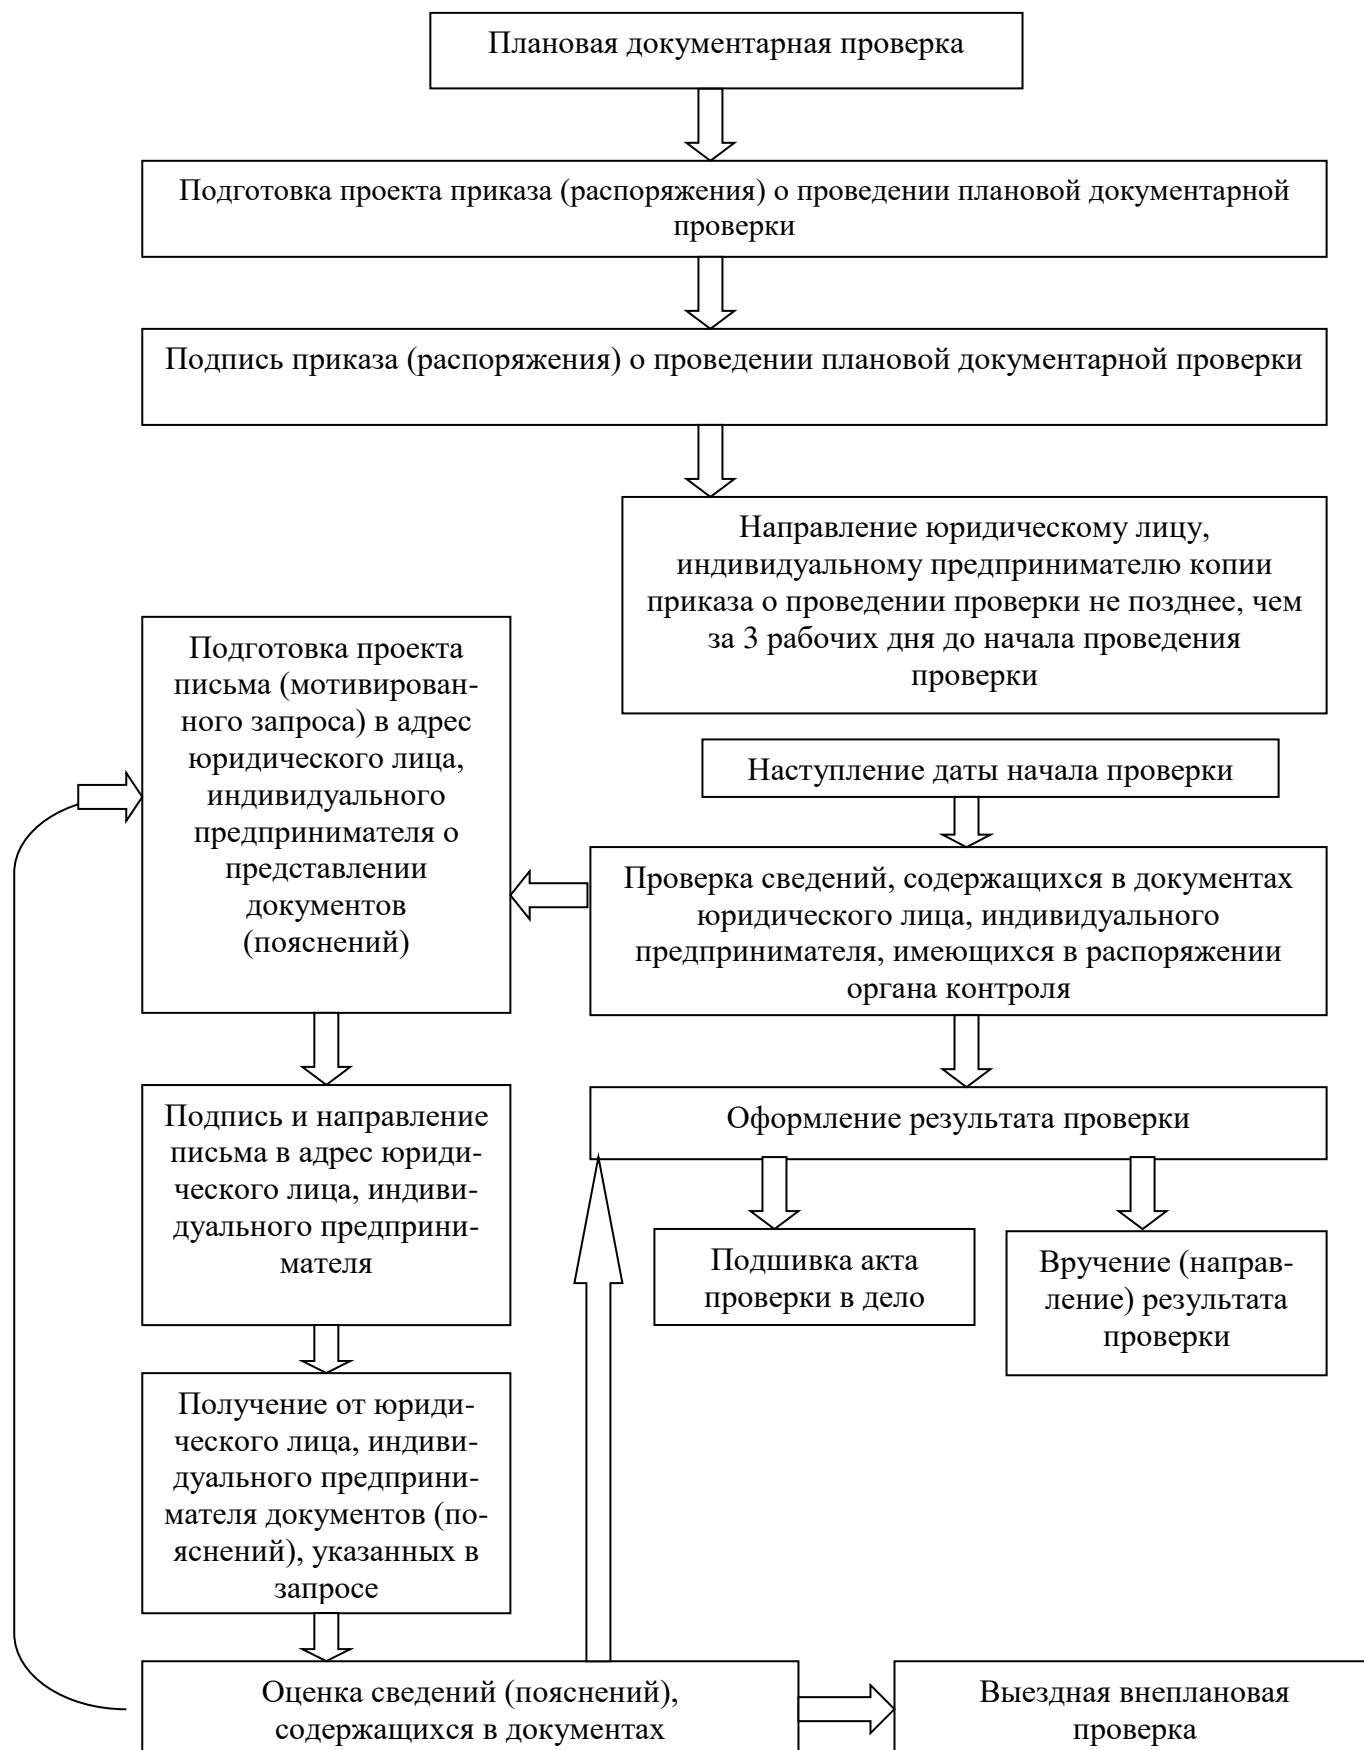 Плановая документарная проверка
Подготовка проекта приказа (распоряжения) о проведении плановой документарной
проверки
Подпись приказа (распоряжения) о проведении плановой документарной проверки
Направление юридическому лицу,
индивидуальному предпринимателю копии
приказа о проведении проверки не позднее, чем
за 3 рабочих дня до начала проведения
проверки
Подготовка проекта
письма (мотивирован-
ного запроса) в адрес
юридического лица,
индивидуального
предпринимателя о
представлении
документов
(пояснений)
Наступление даты начала проверки
Проверка сведений, содержащихся в документах
юридического лица, индивидуального
предпринимателя, имеющихся в распоряжении
органа контроля
Подпись и направление
письма в адрес юриди-
ческого лица, индиви-
дуального предприни-
мателя
Оформление результата проверки
Подшивка акта
проверки в дело
Вручение (направ-
ление) результата
проверки
Получение от юриди-
ческого лица, индиви-
дуального предприни-
мателя документов (по-
яснений), указанных в
запросе
Оценка сведений (пояснений),
содержащихся в документах
Выездная внеплановая
проверка